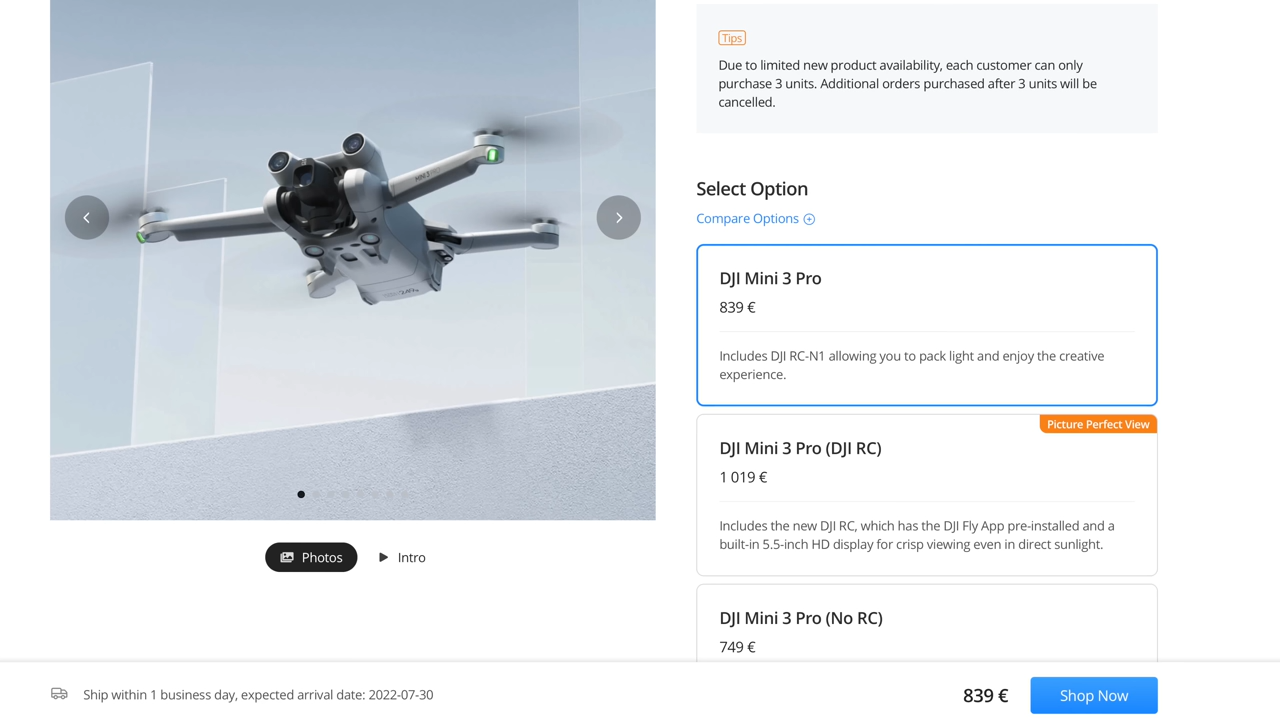 Tips
Due to limited new product availability, each customer can only
purchase 3 units. Additional orders purchased after 3 units will be
cancelled.
Select Option
Compare Options
DJI Mini 3 Pro
839 €
Includes DJI RC-N1 allowing you to pack light and enjoy the creative
experience.
Picture Perfect View
DJI Mini 3 Pro (DJI RC)
1 019 €
Includes the new DJI RC, which has the DJI Fly App pre-installed and a
built-in 5.5-inch HD display for crisp viewing even in direct sunlight.
DJI Mini 3 Pro (No RC)
749 €
MINI 3
Photos
Intro
Ship within 1 business day, expected arrival date: 2022-07-30
839 €
Shop Now